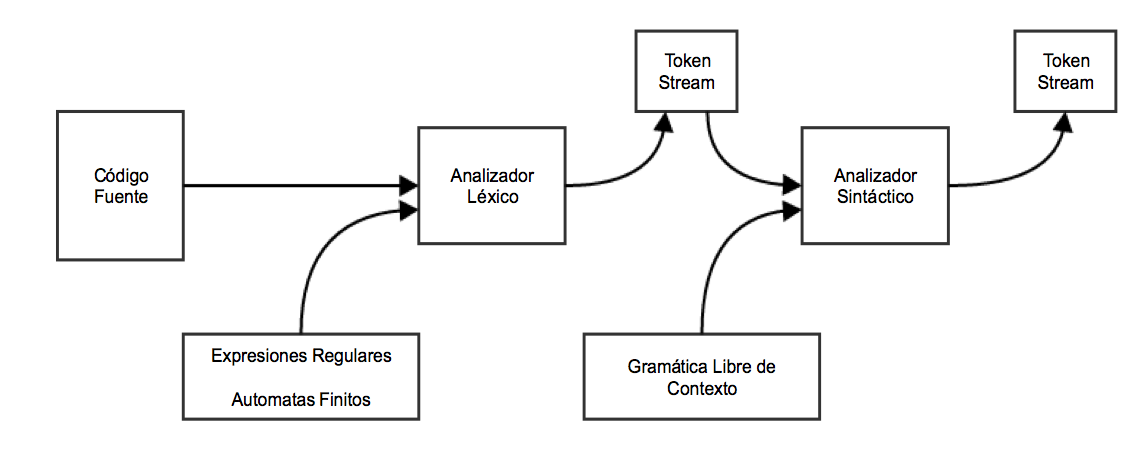 Código
Fuente
Analizador
Léxico
Token
Stream
Analizador
Sintáctico
Token
Stream
Expresiones Regulares
Automatas Finitos
Gramática Libre de
Contexto